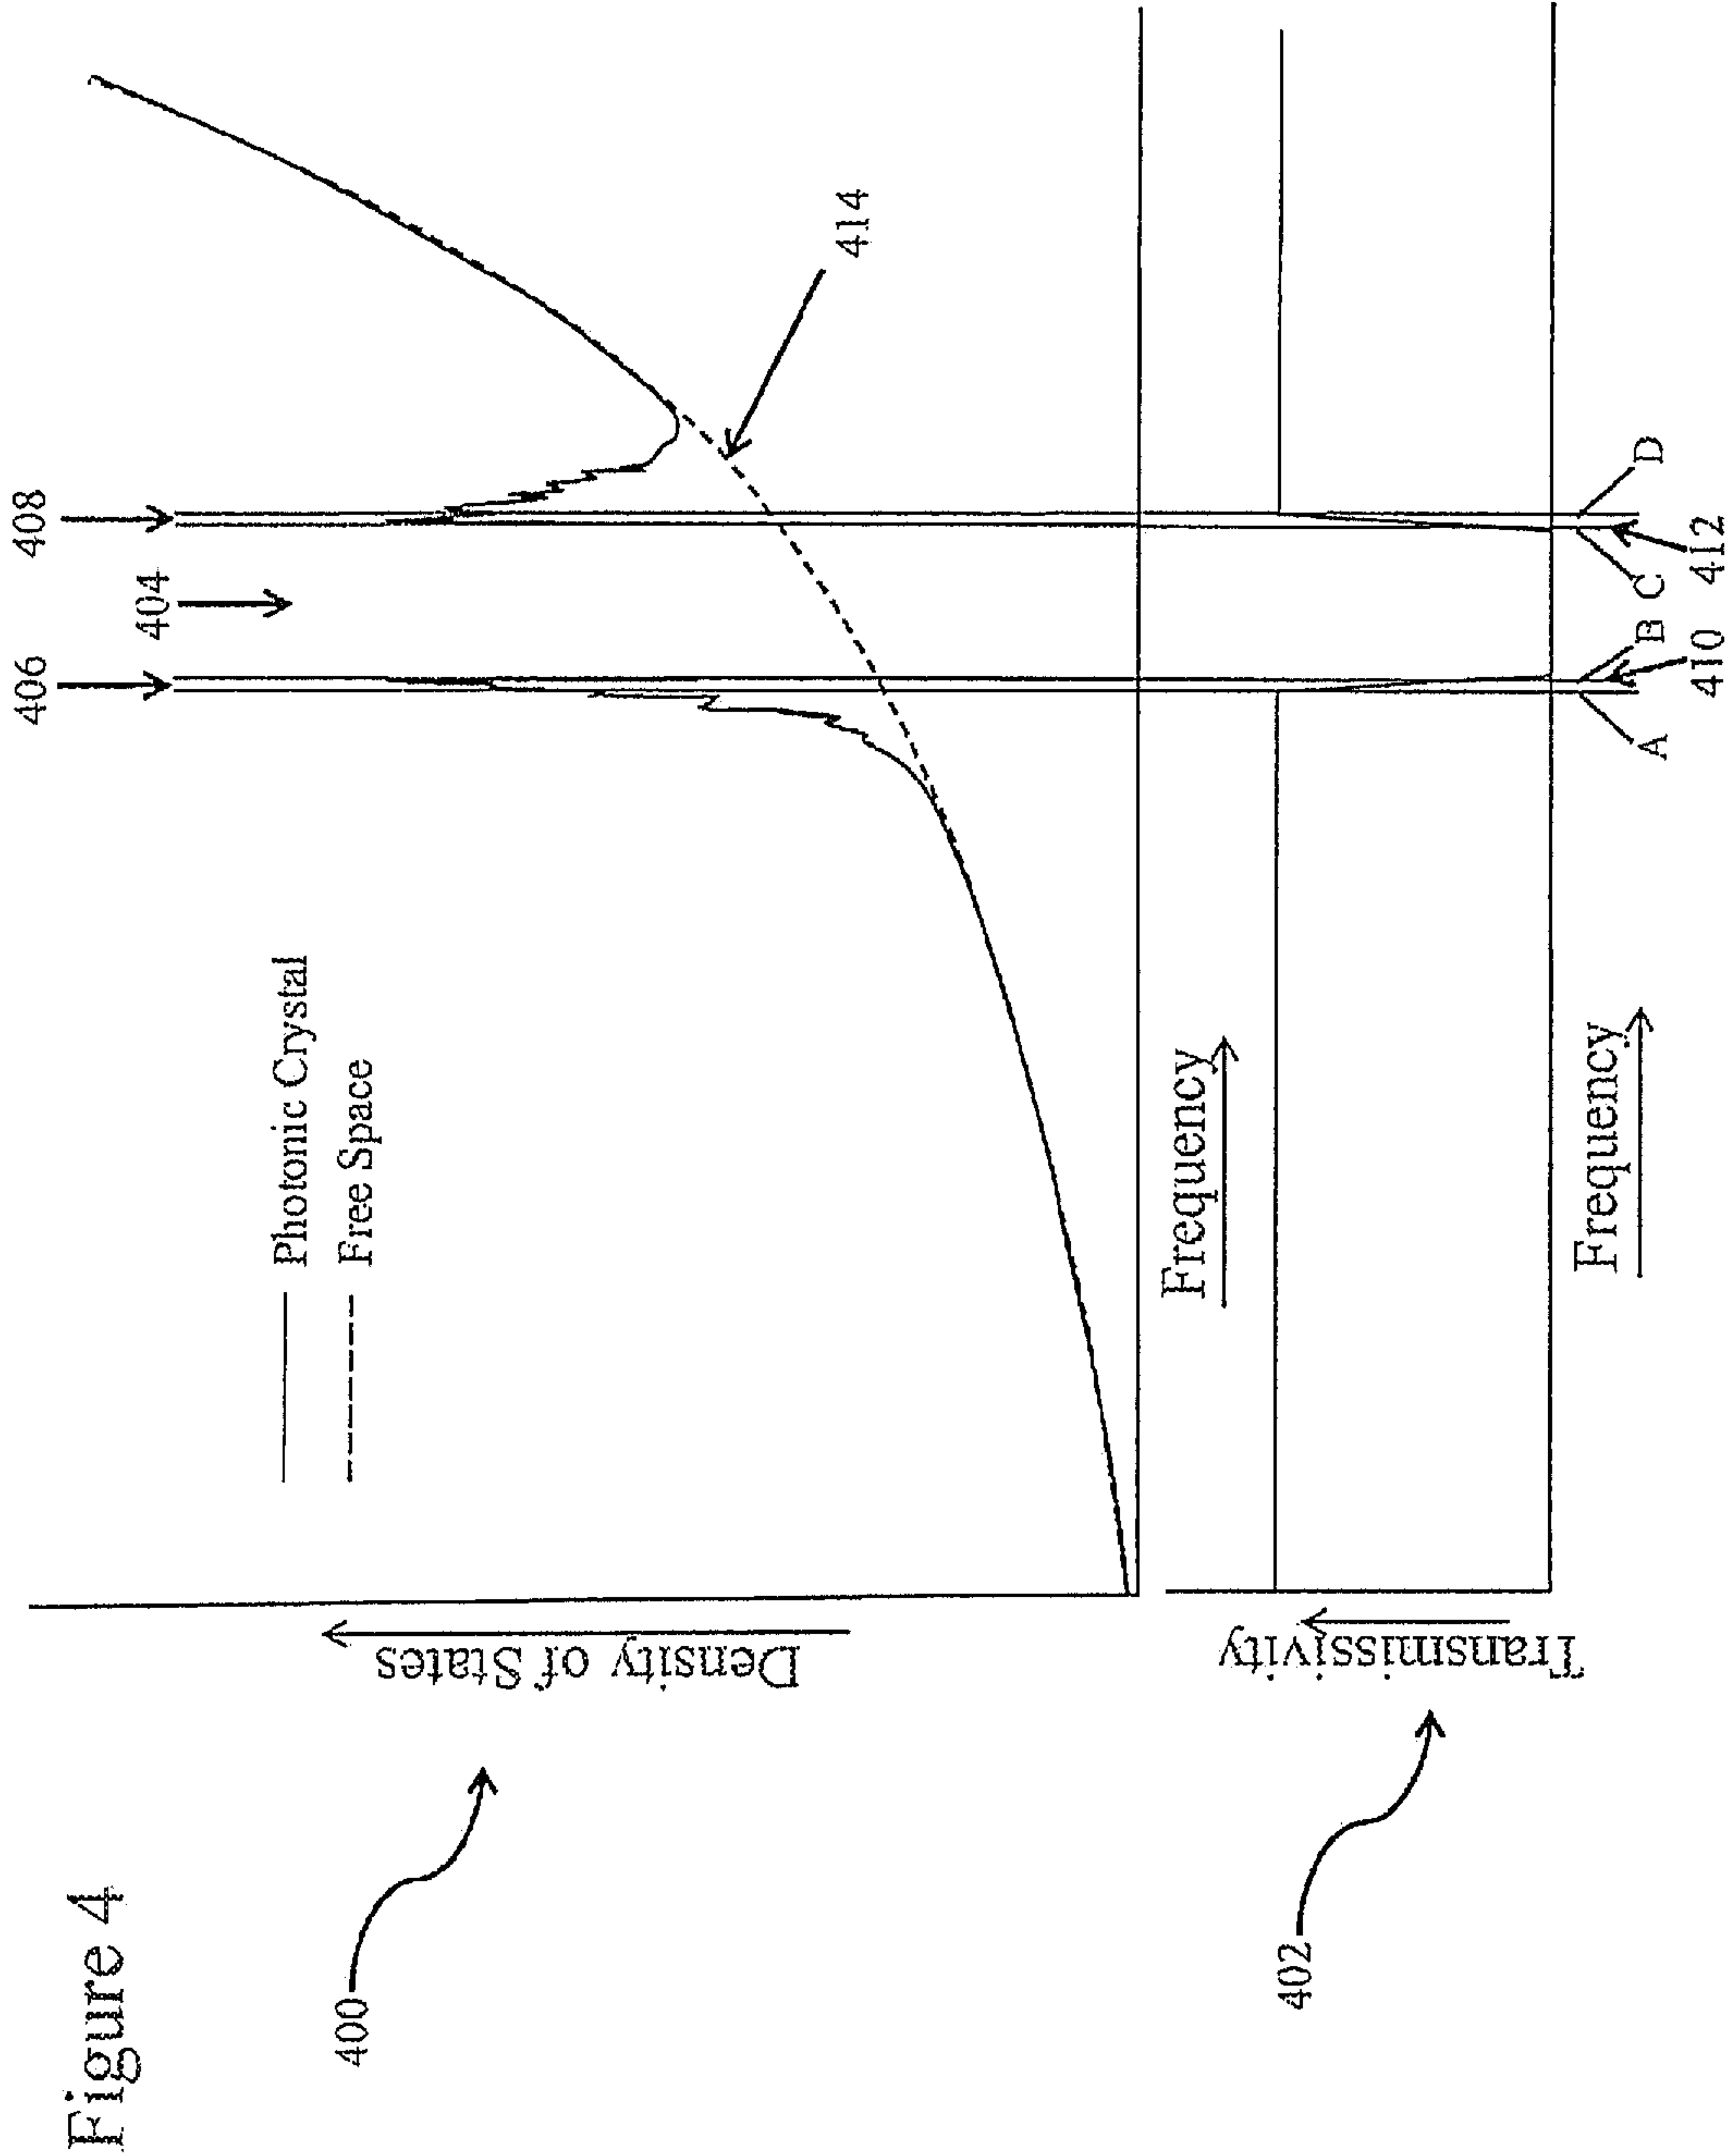 Figure 4
400
402
Density of States
Transmissivity
Photonic Crystal
Free Space
406
404
408
414
Frequency
Frequency
A
B
C
D
410
412